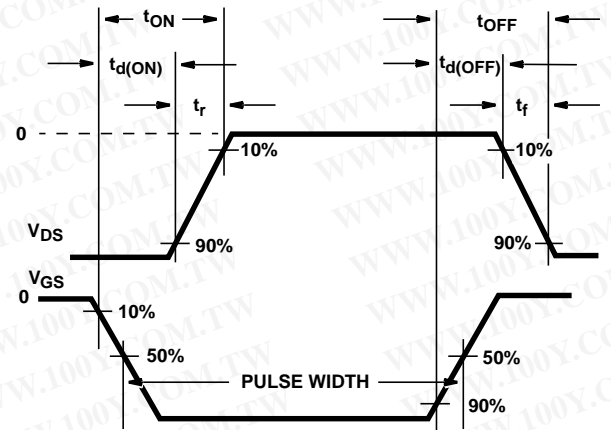 tON
tOFF
td(ON)
td(OFF)
tr
tf
0
10%
10%
VDS
90%
90%
VGS
0
10%
50%
50%
PULSE WIDTH
90%
WWW.100Y.COM.TW